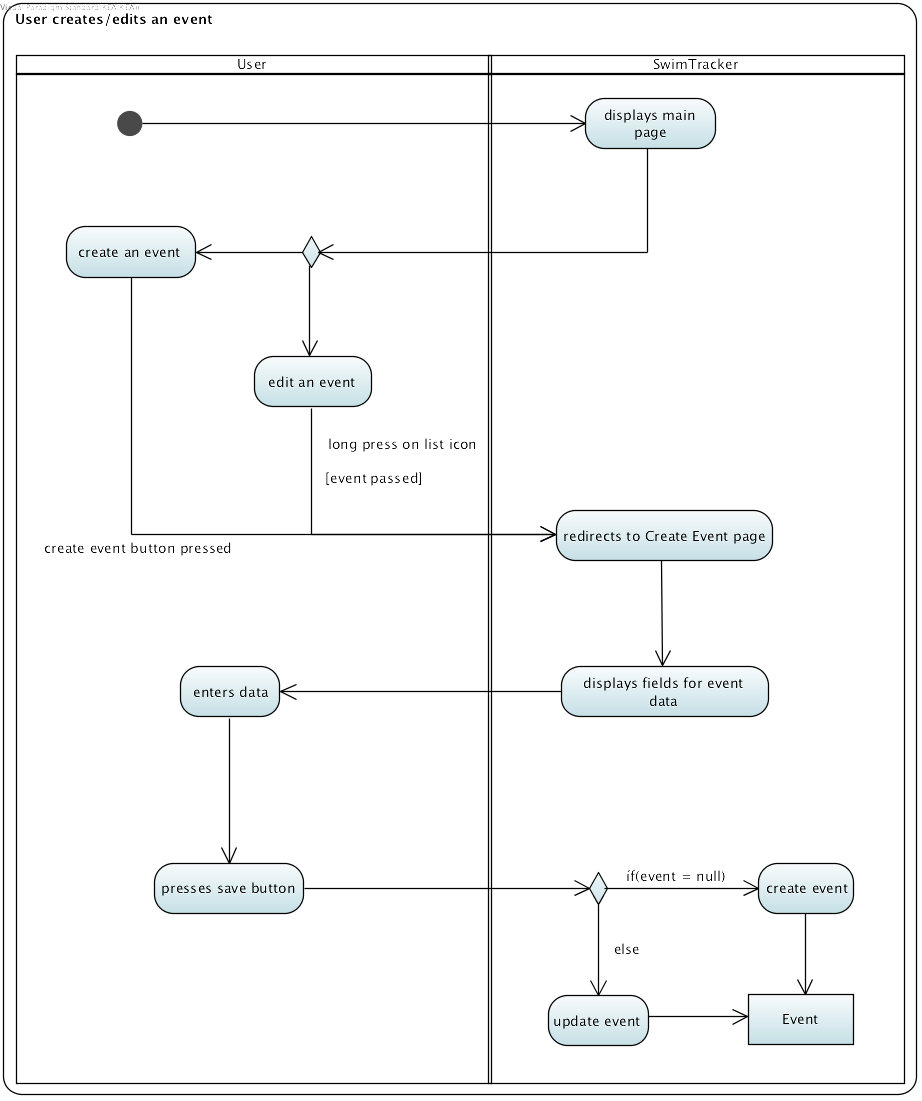 Visual Paradigm Standard(KEA(KEA))
User creates/edits an event
User
SwimTracker
displays main
page
create an event
edit an event
long press on list icon
[event passed]
redirects to Create Event page
create event button pressed
displays fields for event
data
enters data
presses save button
if(event = null)
create event
else
update event
Event